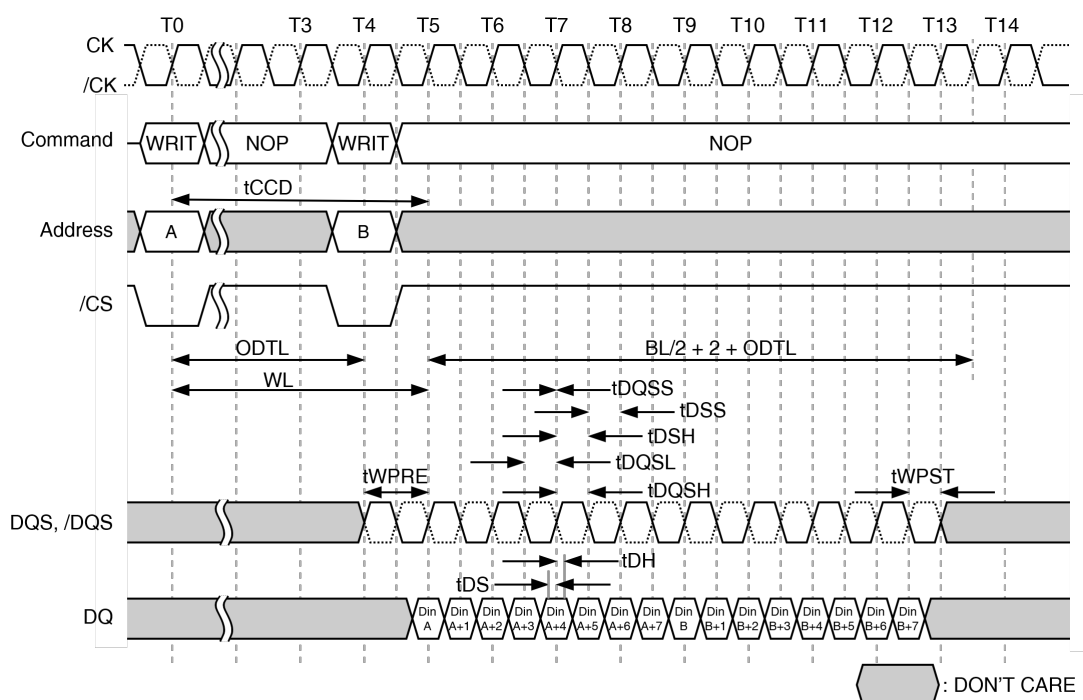 T0 T3 T4 T5 T6 T7 T8 T9 T10 T11 T12 T13 T14
CK
/CK
Command WRIT NOP WRIT NOP
tCCD
Address A B
/CS
ODTL BL/2 + 2 + ODTL
WL tDQSS
tDSS
tDSH
tDQSL
tWPRE tDQSH tWPST
DQS, /DQS
tDH
tDS
DQ Din A Din A+1 Din A+2 Din A+3 Din A+4 Din A+5 Din A+6 Din A+7 Din B Din B+1 Din B+2 Din B+3 Din B+4 Din B+5 Din B+6 Din B+7
: DON'T CARE